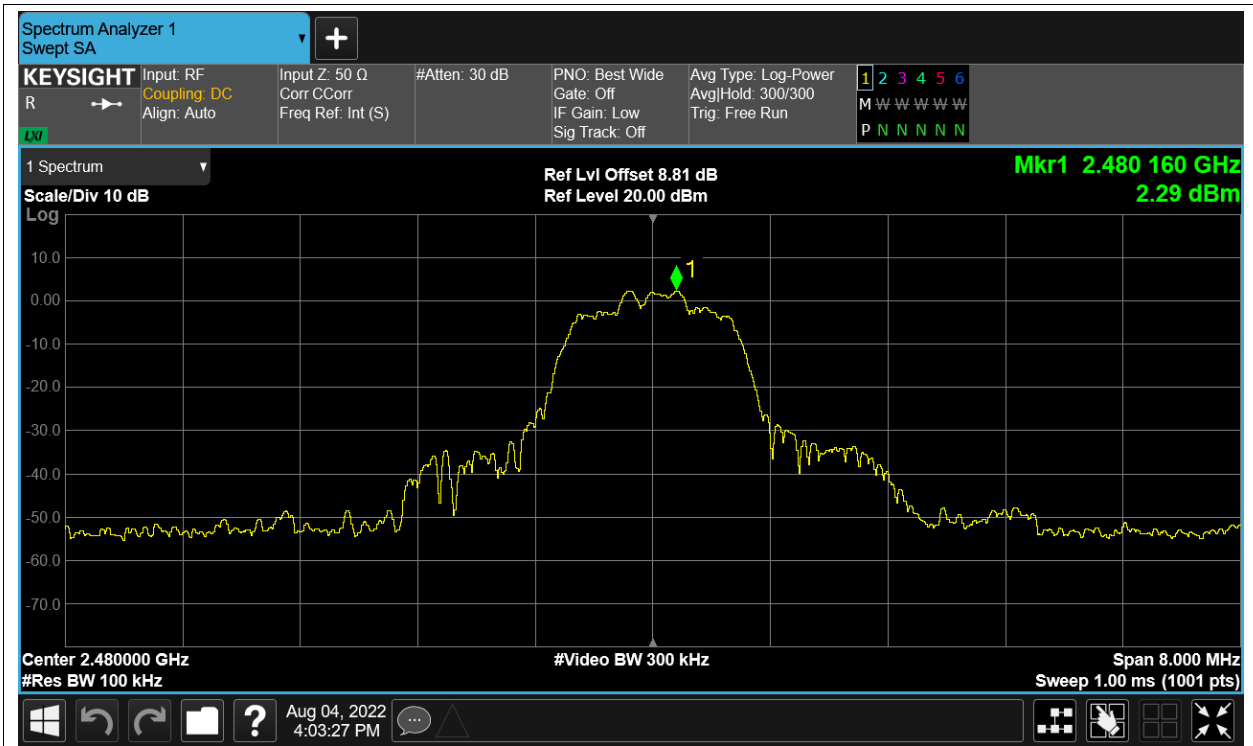 Spectrum Analyzer 1
Swept SA
+
KEYSIGHT
R
LXI
Input: RF
Coupling: DC
Align: Auto
Input Z: 50 Ω
Corr CCorr
Freq Ref: Int (S)
#Atten: 30 dB
PNO: Best Wide
Gate: Off
IF Gain: Low
Sig Track: Off
Avg Type: Log-Power
Avg|Hold: 300/300
Trig: Free Run
1 2 3 4 5 6
M W W W W W
P N N N N N
1 Spectrum
Scale/Div 10 dB
Log
Ref Lvl Offset 8.81 dB
Ref Level 20.00 dBm
Mkr1 2.480 160 GHz
2.29 dBm
1
10.0
0.00
-10.0
-20.0
-30.0
-40.0
-50.0
-60.0
-70.0
Center 2.480000 GHz
#Video BW 300 kHz
Span 8.000 MHz
#Res BW 100 kHz
Sweep 1.00 ms (1001 pts)
?
Aug 04, 2022
4:03:27 PM